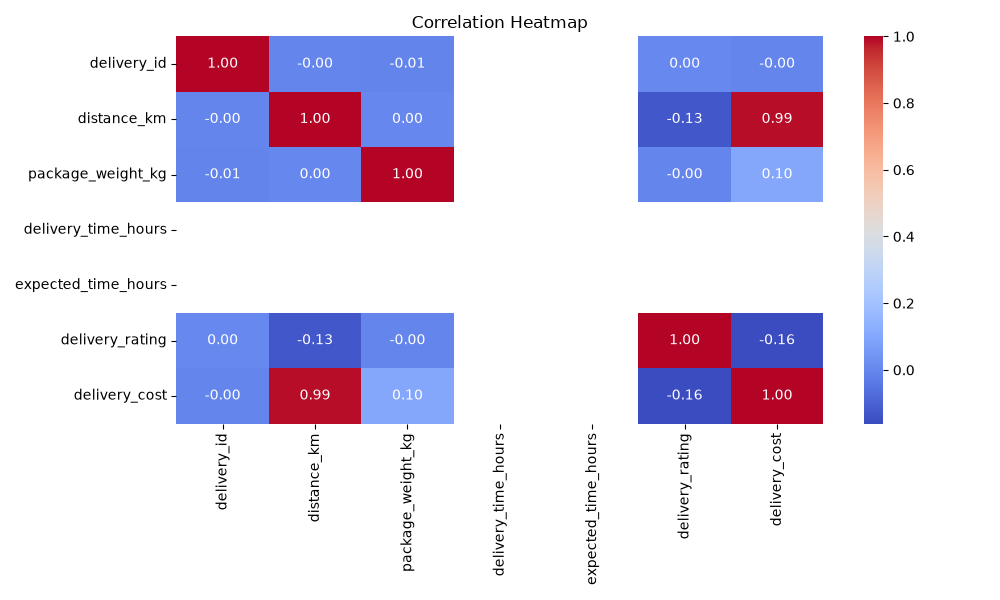 Correlation Heatmap
delivery_id 1.00 -0.00 -0.01 0.00 -0.00
distance_km -0.00 1.00 0.00 -0.13 0.99
package_weight_kg -0.01 0.00 1.00 -0.00 0.10
delivery_time_hours
expected_time_hours
delivery_rating 0.00 -0.13 -0.00 1.00 -0.16
delivery_cost -0.00 0.99 0.10 -0.16 1.00
delivery_id
distance_km
package_weight_kg
delivery_time_hours
expected_time_hours
delivery_rating
delivery_cost
1.0
0.8
0.6
0.4
0.2
0.0